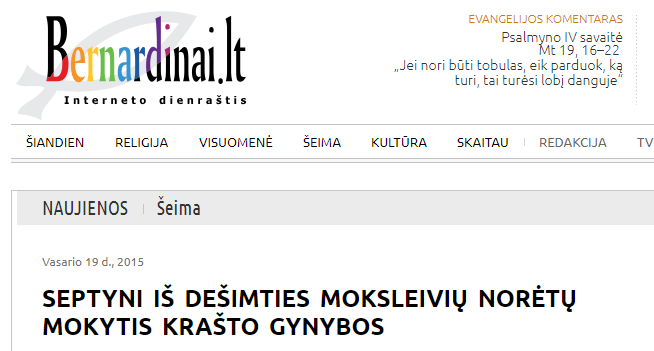 Bernardinai.lt
Interneto dienraštis
EVANGELIJOS KOMENTARAS
Psalmyno IV savaitė
Mt 19, 16–22
„Jei nori būti tobulas, eik parduok, ką
turi, tai turėsi lobį danguje“
ŠIANDIEN RELIGIJA VISUOMENĖ ŠEIMA KULTŪRA SKAITAU REDAKCIJA TV
NAUJIENOS Šeima
Vasario 19 d., 2015
SEPTYNI IŠ DEŠIMTIES MOKSLEIVIŲ NORĖTŲ
MOKYTIS KRAŠTO GYNYBOS